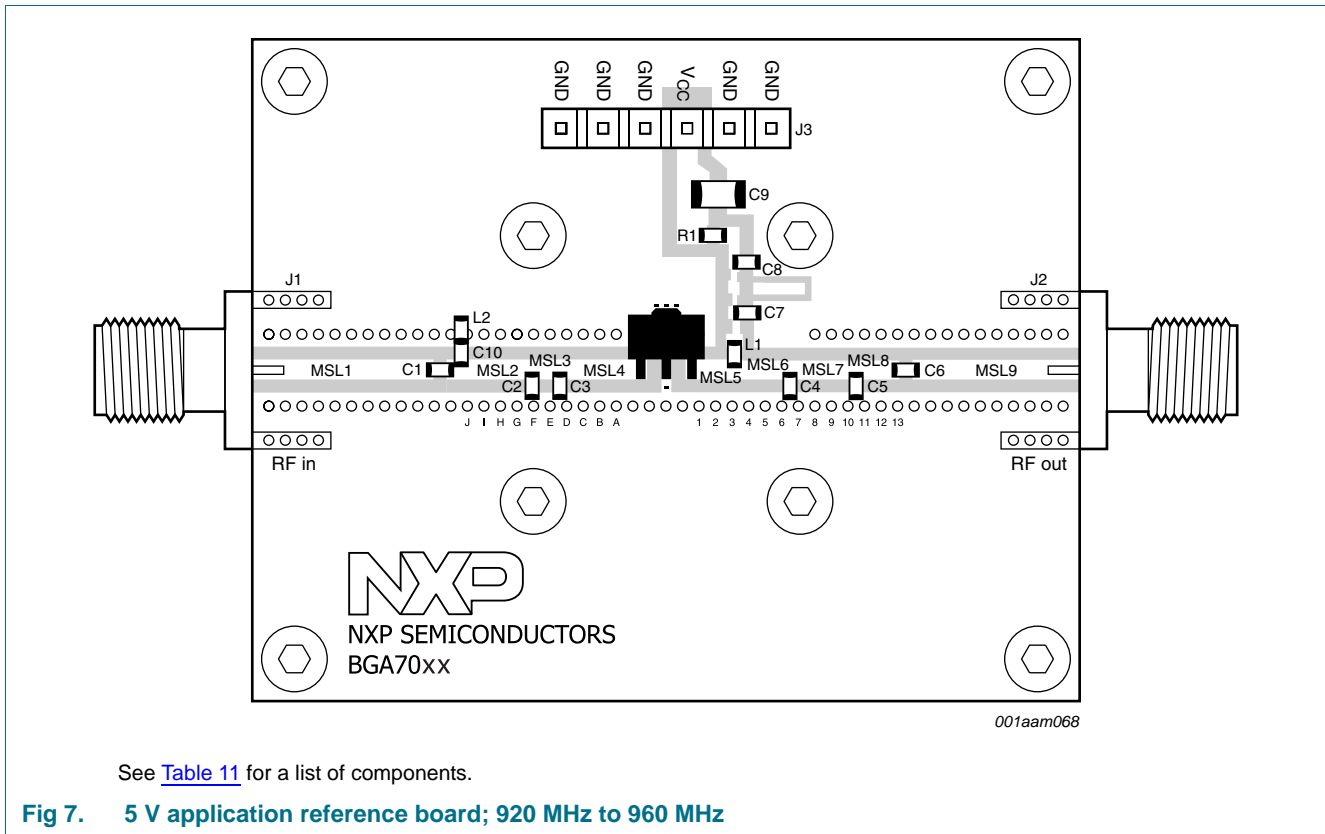 GND GND GND VCC GND GND
J3
C9
R1
C8
J1 J2
C7
L2
L1
C10
MSL1 C1 MSL2 MSL3 MSL4 MSL5 MSL6 MSL7 MSL8 C6 MSL9
C2 C3 C4 C5
J I H G F E D C B A 1 2 3 4 5 6 7 8 9 10 11 12 13
RF in RF out
NXP
NXP SEMICONDUCTORS
BGA70xx
001aam068
See Table 11 for a list of components.
Fig 7. 5 V application reference board; 920 MHz to 960 MHz